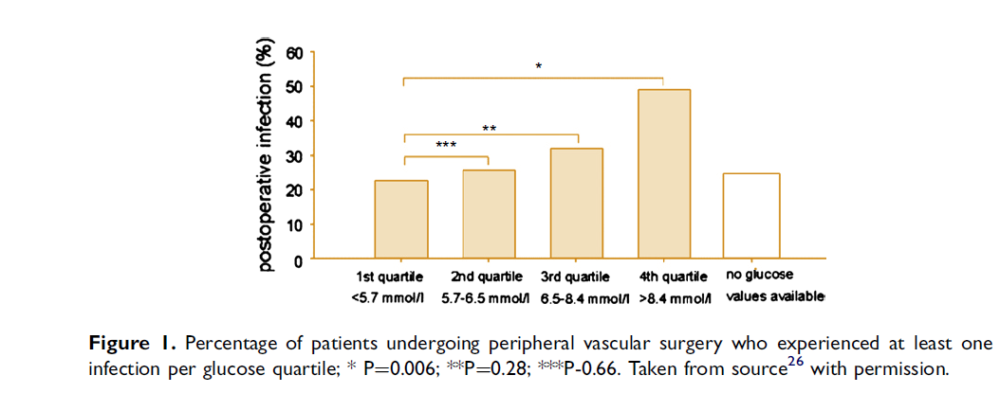 postoperative infection (%)
60
50
40
30
20
10
0
*
**
***
1st quartile 2nd quartile 3rd quartile 4th quartile no glucose
<5.7 mmol/l 5.7-6.5 mmol/l 6.5-8.4 mmol/l >8.4 mmol/l values available
Figure 1. Percentage of patients undergoing peripheral vascular surgery who experienced at least one
infection per glucose quartile; * P=0.006; **P=0.28; ***P-0.66. Taken from source26 with permission.